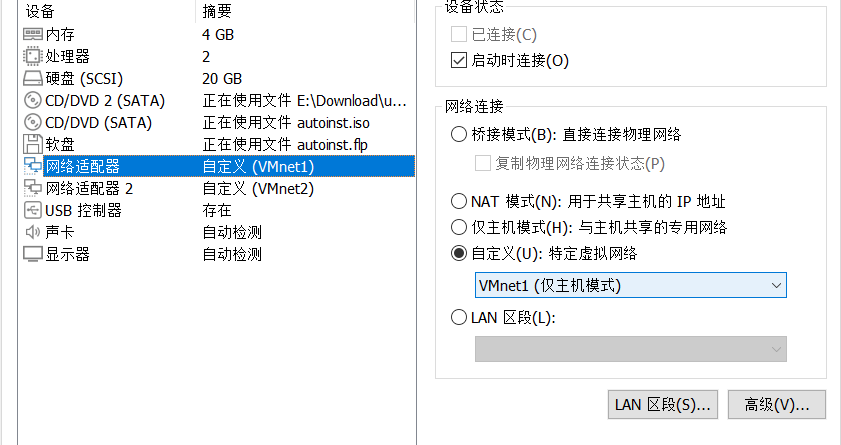 设备 摘要
内存 4 GB
处理器 2
硬盘 (SCSI) 20 GB
CD/DVD 2 (SATA) 正在使用文件 E:\Download\u...
CD/DVD (SATA) 正在使用文件 autoinst.iso
软盘 正在使用文件 autoinst.flp
网络适配器 自定义 (VMnet1)
网络适配器 2 自定义 (VMnet2)
USB 控制器 存在
声卡 自动检测
显示器 自动检测
设备状态
已连接(C)
启动时连接(O)
网络连接
桥接模式(B): 直接连接物理网络
复制物理网络连接状态(P)
NAT 模式(N): 用于共享主机的 IP 地址
仅主机模式(H): 与主机共享的专用网络
自定义(U): 特定虚拟网络
VMnet1 (仅主机模式)
LAN 区段(L):
LAN 区段(S)... 高级(V)...